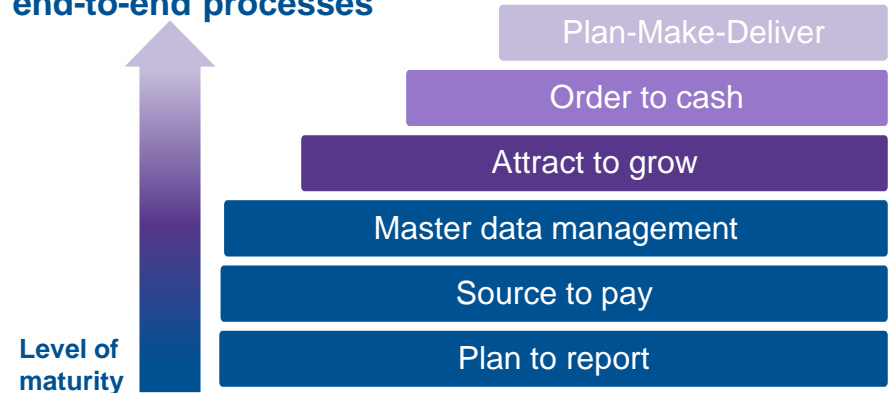 end-to-end processes
Plan-Make-Deliver
Order to cash
Attract to grow
Master data management
Source to pay
Plan to report
Level of
maturity